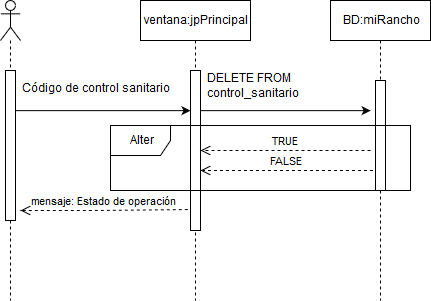 ventana:jpPrincipal
BD:miRancho
Código de control sanitario
DELETE FROM
control_sanitario
Alter
TRUE
FALSE
mensaje: Estado de operación